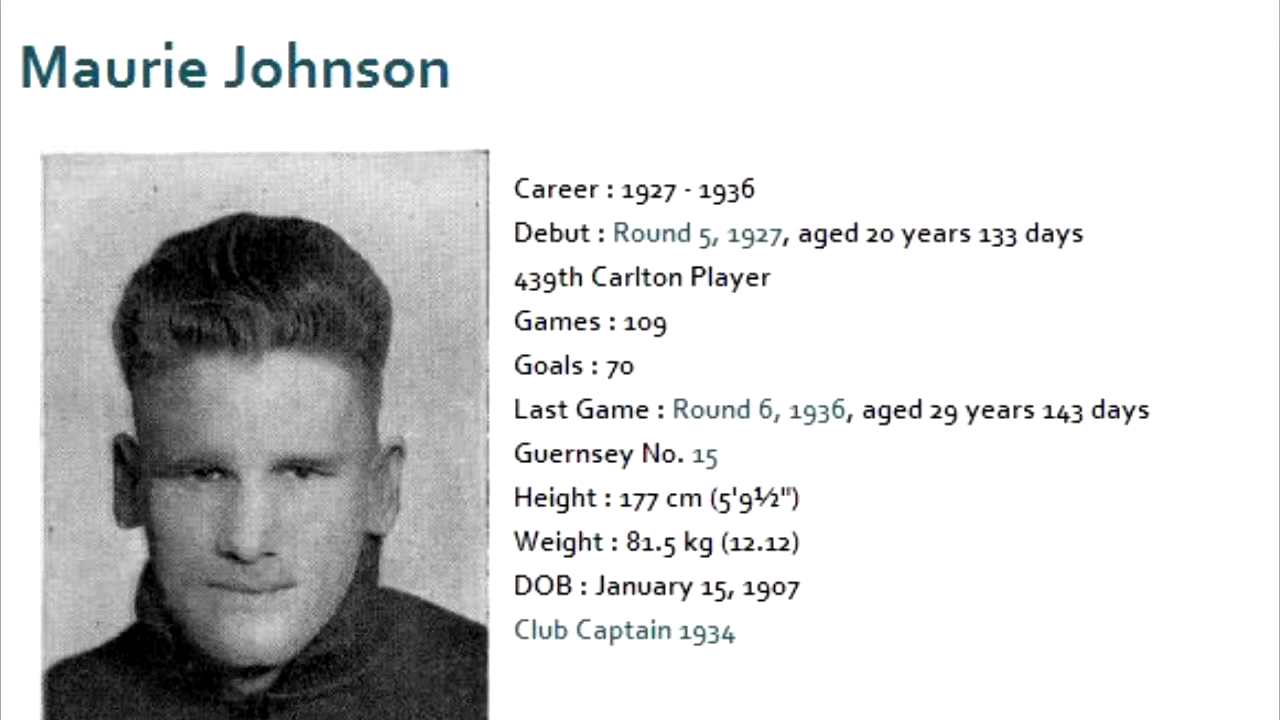 Maurie Johnson
Career : 1927 - 1936
Debut : Round 5, 1927, aged 20 years 133 days
439th Carlton Player
Games : 109
Goals : 70
Last Game : Round 6, 1936, aged 29 years 143 days
Guernsey No. 15
Height : 177 cm (5'9½")
Weight : 81.5 kg (12.12)
DOB : January 15, 1907
Club Captain 1934